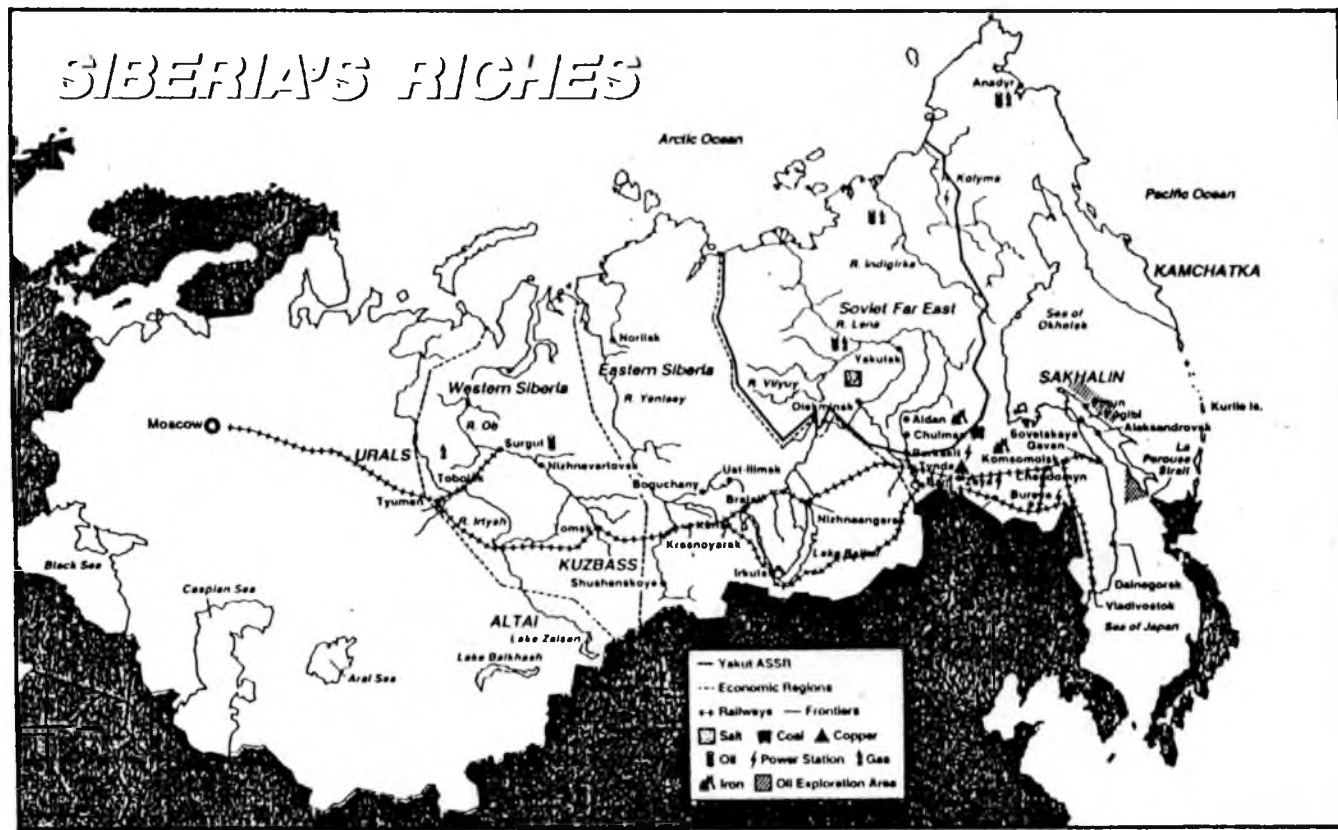 SIBERIA'S RICHES
Anadyr
Arctic Ocean
Kolyma
Pacific Ocean
R. Indigirka
KAMCHATKA
Soviet Far East
Sea of
Okhotsk
Norilsk
R. Lena
Yakutsk
Eastern Siberia
Western Siberia
R. Vilyuy
SAKHALIN
R. Yenisey
Olekminsk
Kurile Is.
Moscow
R. Ob
Aldan
Aleksandrovsk
Chulman
Sovetskaya
Gavan
La
Perouse
Strait
Surgut
URALS
Berkakit
Komsomolsk
Tynda
Nizhnevartovsk
Ust-Ilimsk
Tobolsk
Boguchany
Chegdomyn
Tyumen
Bratsk
Bureya
R. Irtysh
Nizhneangarsk
Krasnoyarsk
Lake Baikal
KUZBASS
Black Sea
Shushenskoye
Irkutsk
Caspian Sea
Dalnegorsk
Vladivostok
ALTAI
Sea of Japan
Lake Zaisan
Lake Balkhash
Aral Sea
Yakut ASSR
Economic Regions
Railways Frontiers
Salt Coal Copper
Oil Power Station Gas
Iron Oil Exploration Area